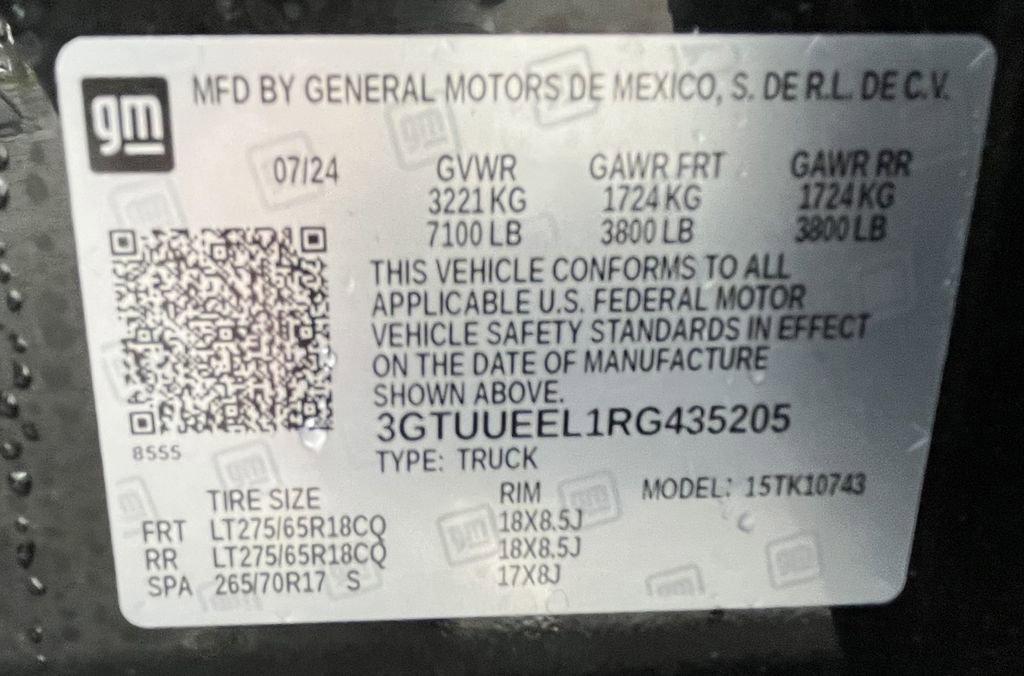 gm MFD BY GENERAL MOTORS DE MEXICO, S. DE R.L. DE C.V.
07/24 GVWR GAWR FRT GAWR RR
3221 KG 1724 KG 1724 KG
7100 LB 3800 LB 3800 LB
THIS VEHICLE CONFORMS TO ALL
APPLICABLE U.S. FEDERAL MOTOR
VEHICLE SAFETY STANDARDS IN EFFECT
ON THE DATE OF MANUFACTURE
SHOWN ABOVE.
3GTUUEEL1RG435205
8555 TYPE: TRUCK
TIRE SIZE RIM MODEL: 15TK10743
FRT LT275/65R18CQ 18X8.5J
RR LT275/65R18CQ 18X8.5J
SPA 265/70R17 S 17X8J